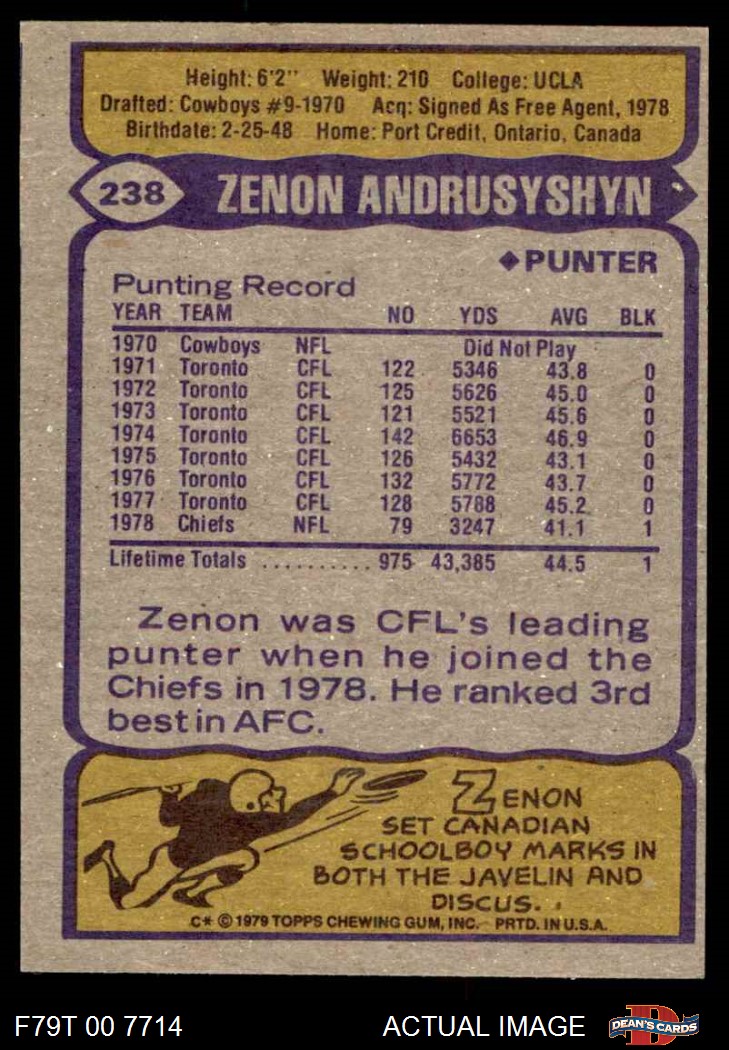 Height: 6'2" Weight: 210 College: UCLA
Drafted: Cowboys #9-1970 Acq: Signed As Free Agent, 1978
Birthdate: 2-25-48 Home: Port Credit, Ontario, Canada
238 ZENON ANDRUSYSHYN
◆PUNTER
Punting Record
YEAR TEAM NO YDS AVG BLK
1970 Cowboys NFL Did Not Play
1971 Toronto CFL 122 5346 43.8 0
1972 Toronto CFL 125 5626 45.0 0
1973 Toronto CFL 121 5521 45.6 0
1974 Toronto CFL 142 6653 46.9 0
1975 Toronto CFL 126 5432 43.1 0
1976 Toronto CFL 132 5772 43.7 0
1977 Toronto CFL 128 5788 45.2 0
1978 Chiefs NFL 79 3247 41.1 1
Lifetime Totals .......... 975 43,385 44.5 1
Zenon was CFL's leading
punter when he joined the
Chiefs in 1978. He ranked 3rd
best in AFC.
ZENON
SET CANADIAN
SCHOOLBOY MARKS IN
BOTH THE JAVELIN AND
DISCUS.
C* © 1979 TOPPS CHEWING GUM, INC. PRTD. IN U.S.A.
F79T 00 7714 ACTUAL IMAGE D DEAN'S CARDS